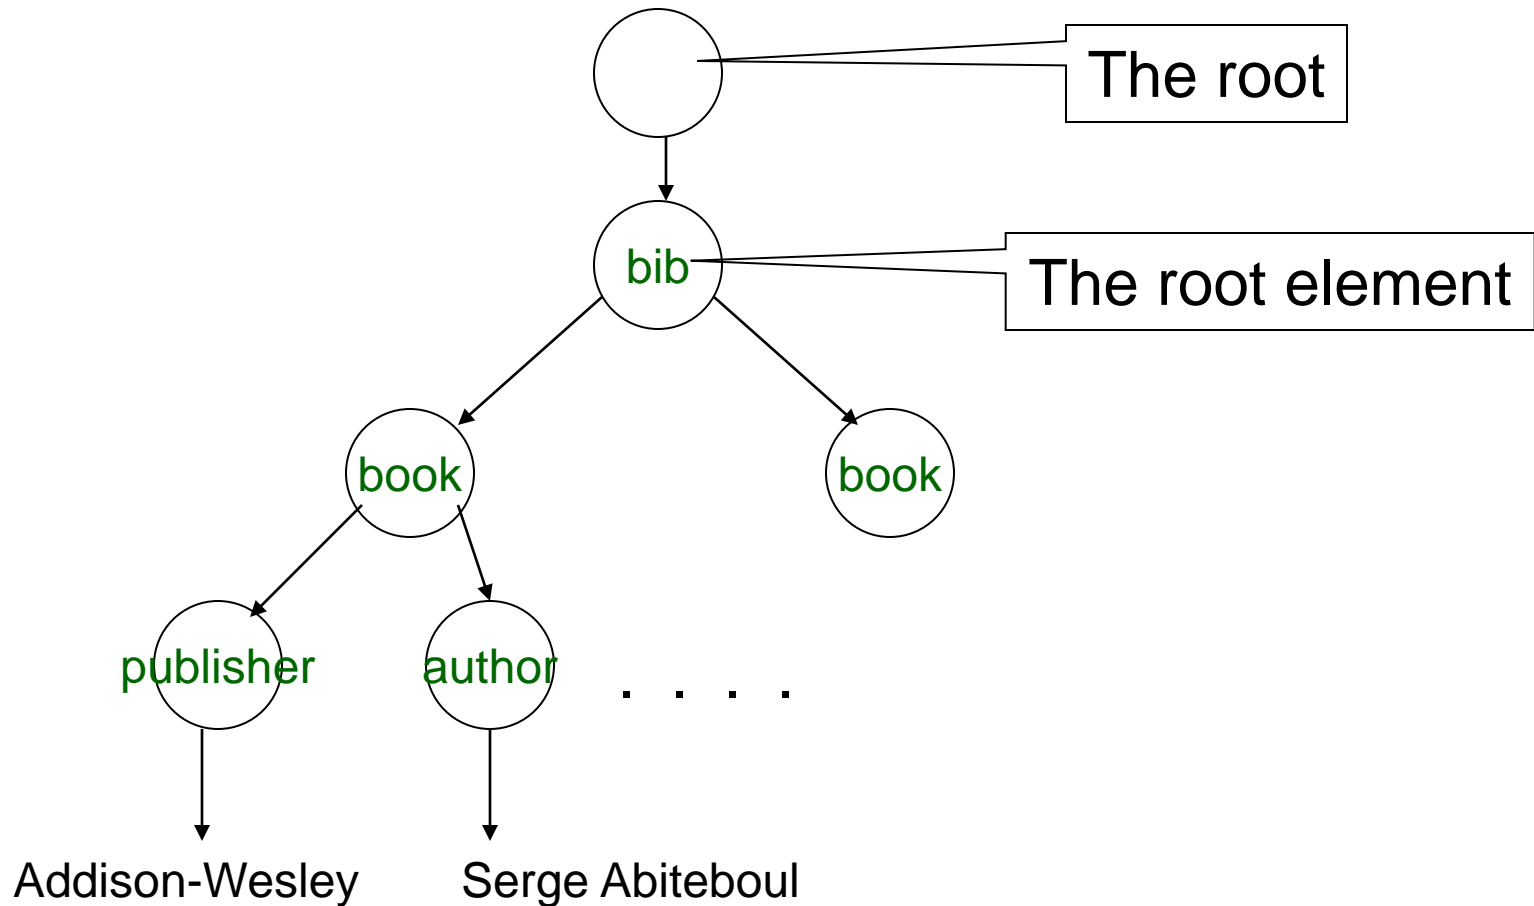 The root
bib
The root element
book
book
publisher
author
. . . .
Addison-Wesley
Serge Abiteboul